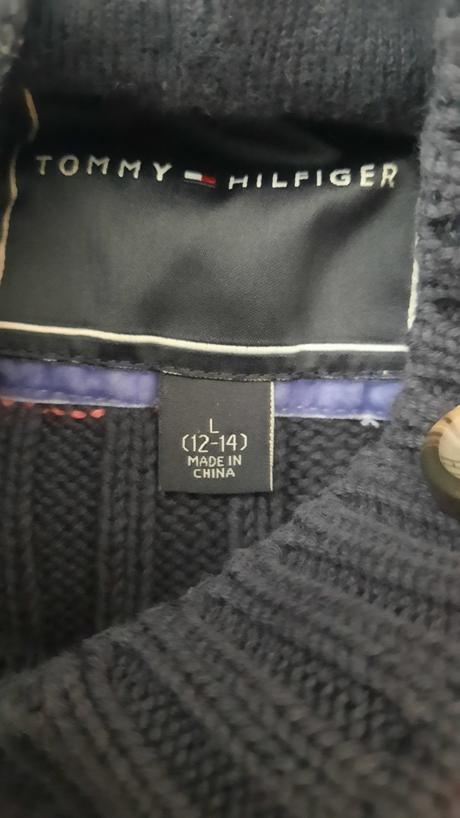 TOMMY HILFIGER
L
(12-14)
MADE IN
CHINA